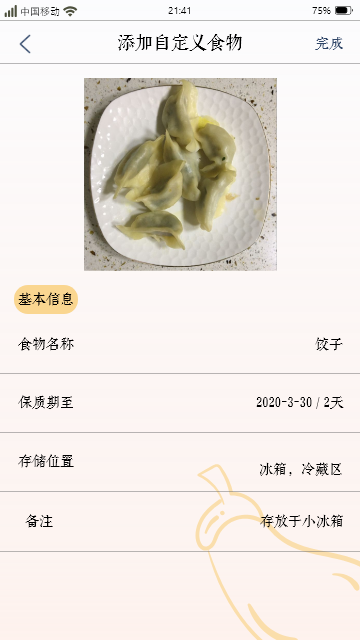 中国移动
21:41
75%
添加自定义食物
完成
基本信息
食物名称
饺子
保质期至
2020-3-30 / 2天
存储位置
冰箱，冷藏区
备注
存放于小冰箱